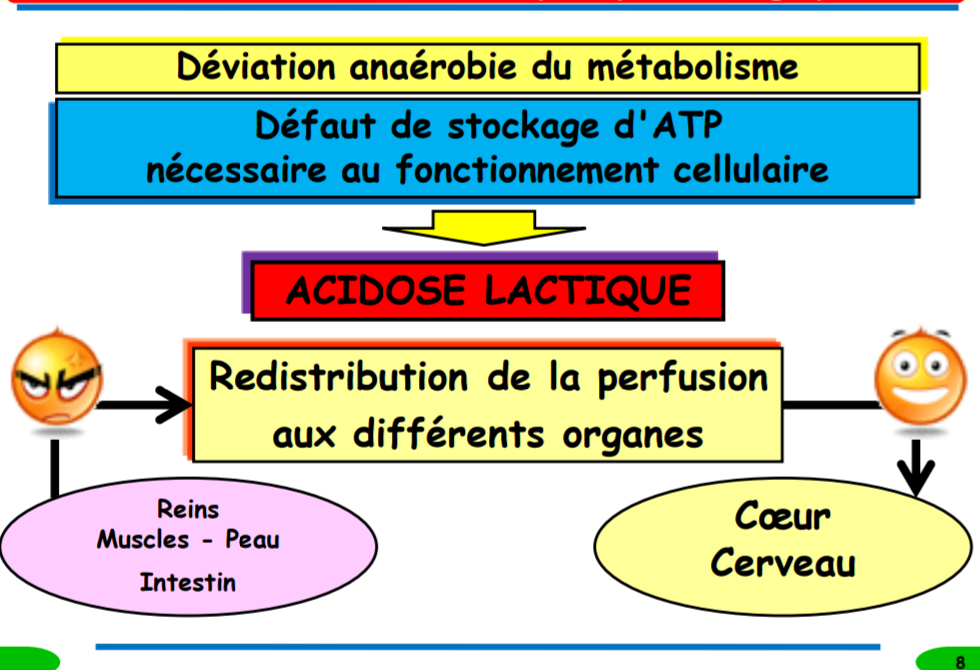 Déviation anaérobie du métabolisme
Défaut de stockage d'ATP
nécessaire au fonctionnement cellulaire
ACIDOSE LACTIQUE
Redistribution de la perfusion
aux différents organes
Reins
Muscles - Peau
Intestin
Cœur
Cerveau
8